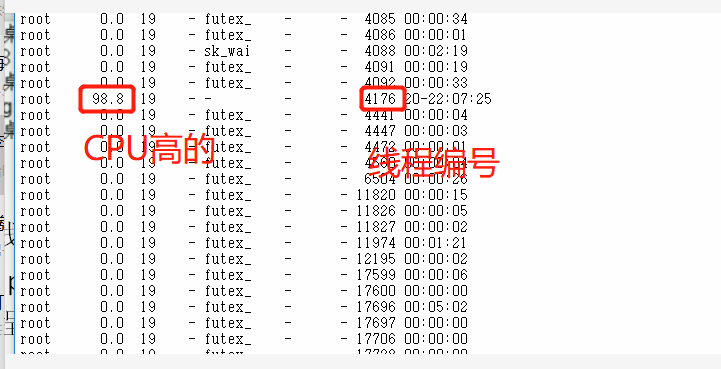 root 0.0 19 - futex_ - - 4085 00:00:34
root 0.0 19 - futex_ - - 4086 00:00:01
root 0.0 19 - sk_wai - - 4088 00:02:19
root 0.0 19 - futex_ - - 4091 00:00:19
root 0.0 19 - futex_ - - 4092 00:00:33
root 98.8 19 - - - 4176 20-22:07:25
root 0.0 19 - futex_ - - 4441 00:00:04
root 0.0 19 - futex_ - - 4447 00:00:03
CPU高的
线程编号
root 19 - futex_ - -
root 19 - futex_ - -
root 0.0 19 - futex_ - - 6504 00:00:26
root 0.0 19 - futex_ - - 11820 00:00:15
root 0.0 19 - futex_ - - 11826 00:00:05
root 0.0 19 - futex_ - - 11827 00:00:02
root 0.0 19 - futex_ - - 11974 00:01:21
root 0.0 19 - futex_ - - 12195 00:00:02
root 0.0 19 - futex_ - - 17599 00:00:06
root 0.0 19 - futex_ - - 17600 00:00:00
root 0.0 19 - futex_ - - 17696 00:05:02
root 0.0 19 - futex_ - - 17697 00:00:00
root 0.0 19 - futex_ - - 17706 00:00:00
root 0.0 19 - futex_ - - 00:00:00